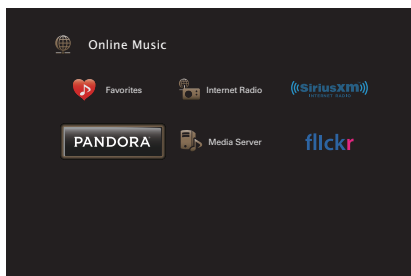 Online Music
Favorites
Internet Radio
((SiriusXM))
INTERNET RADIO
PANDORA
Media Server
flickr